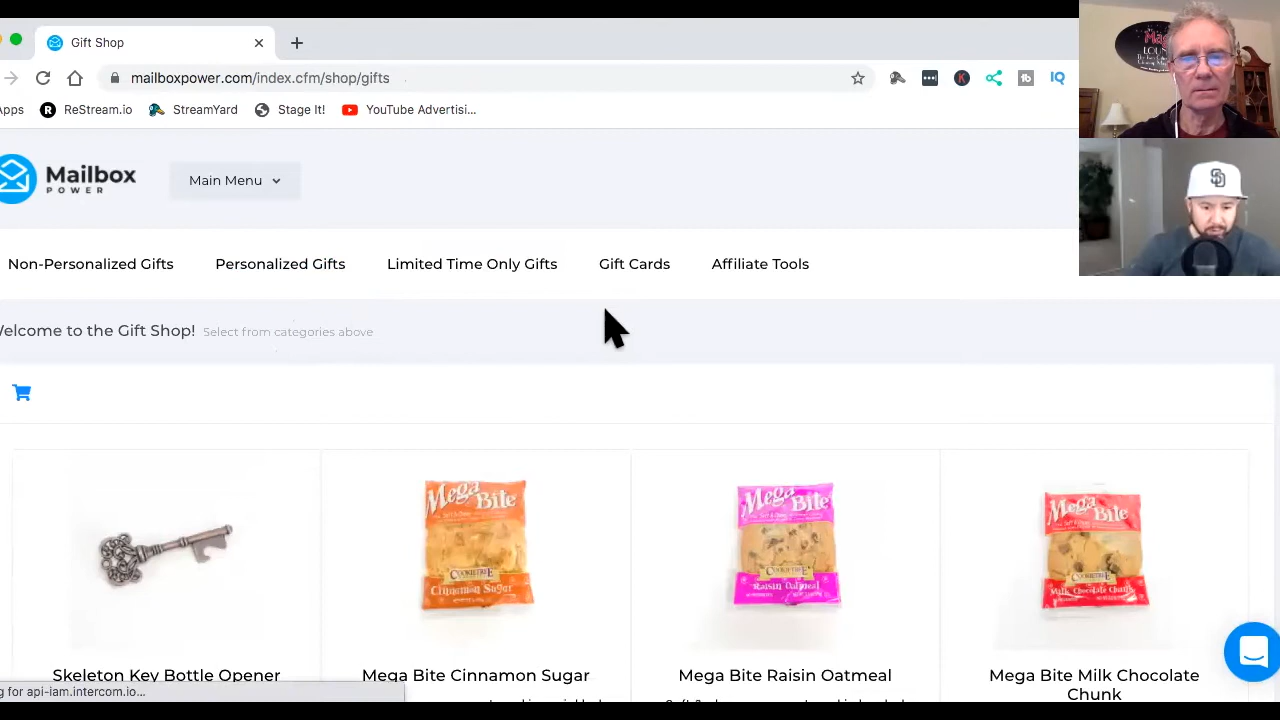 Gift Shop
mailboxpower.com/index.cfm/shop/gifts
IQ
Apps
ReStream.io
StreamYard
Stage It!
YouTube Advertisi...
Mailbox
POWER
Main Menu
Non-Personalized Gifts
Personalized Gifts
Limited Time Only Gifts
Gift Cards
Affiliate Tools
Welcome to the Gift Shop! Select from categories above
Mega Bite
COOKIETREE
Cinnamon Sugar
Mega Bite
COOKIETREE
Raisin Oatmeal
Mega Bite
COOKIETREE
Milk Chocolate Chunk
Skeleton Key Bottle Opener
Mega Bite Cinnamon Sugar
Mega Bite Raisin Oatmeal
Mega Bite Milk Chocolate
Chunk
g for api-iam.intercom.io...